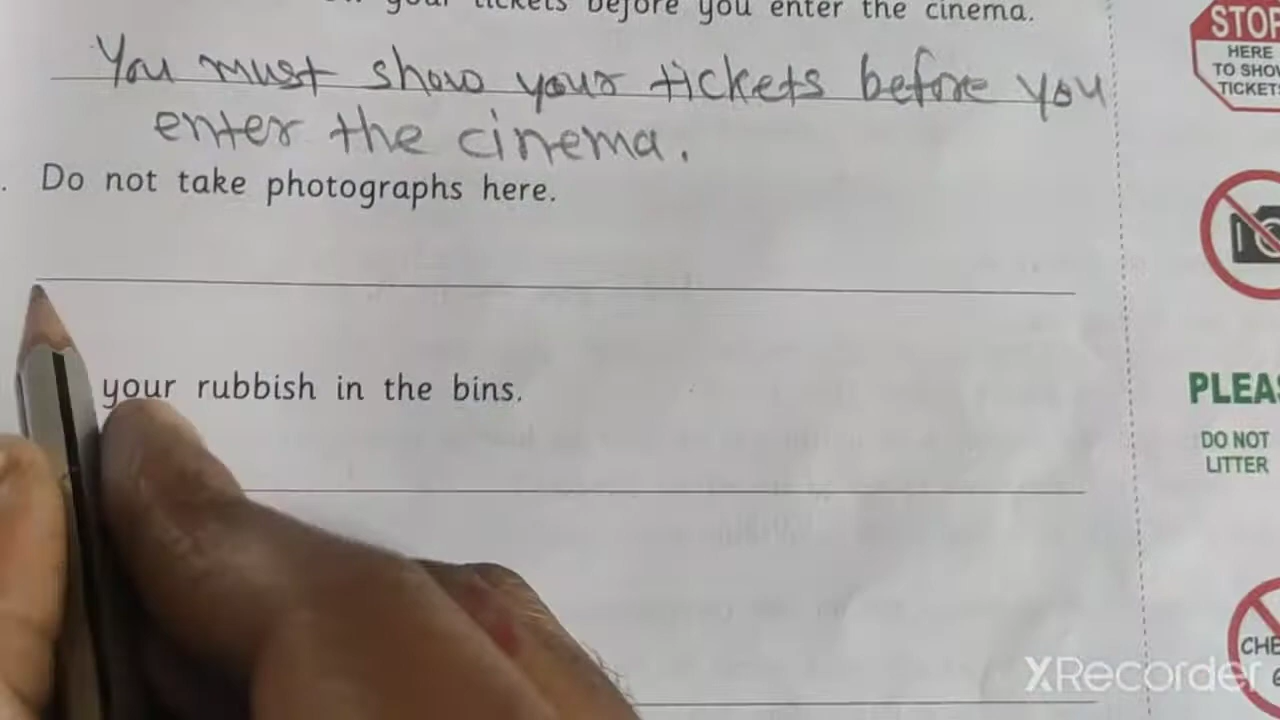 your tickets before you enter the cinema.
You must show your tickets before you
enter the cinema.
. Do not take photographs here.
your rubbish in the bins.
STOP
HERE
TO SHOW
TICKETS
PLEAS
DO NOT
LITTER
CHE
XRecorder